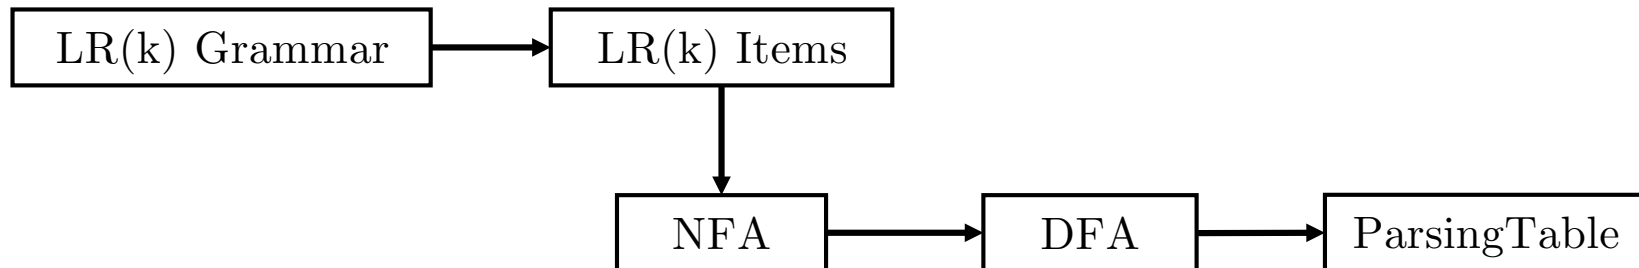 LR(k) Grammar
LR(k) Items
NFA
DFA
ParsingTable